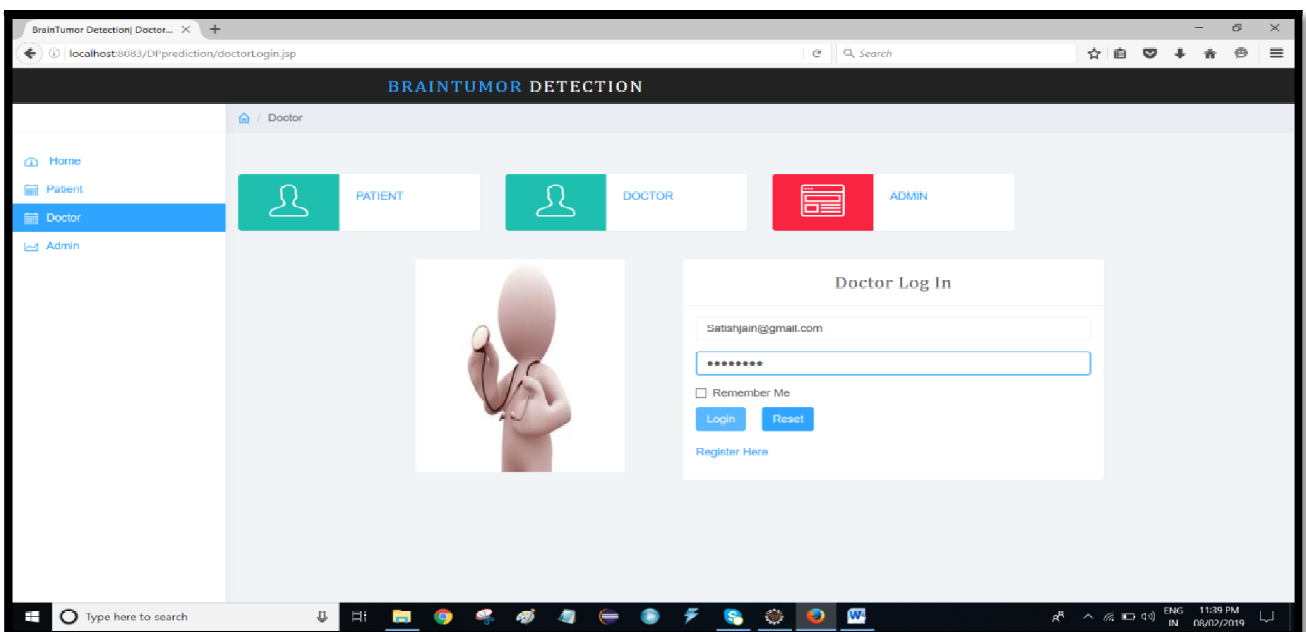 BrainTumor Detection| Doctor...
localhost:8083/DPprediction/doctorLogin.jsp
Search
BRAINTUMOR DETECTION
/ Doctor
Home
Patient
Doctor
Admin
PATIENT
DOCTOR
ADMIN
Doctor Log In
Satishjain@gmail.com
Remember Me
Login
Reset
Register Here
Type here to search
ENG
IN
11:39 PM
08/02/2019